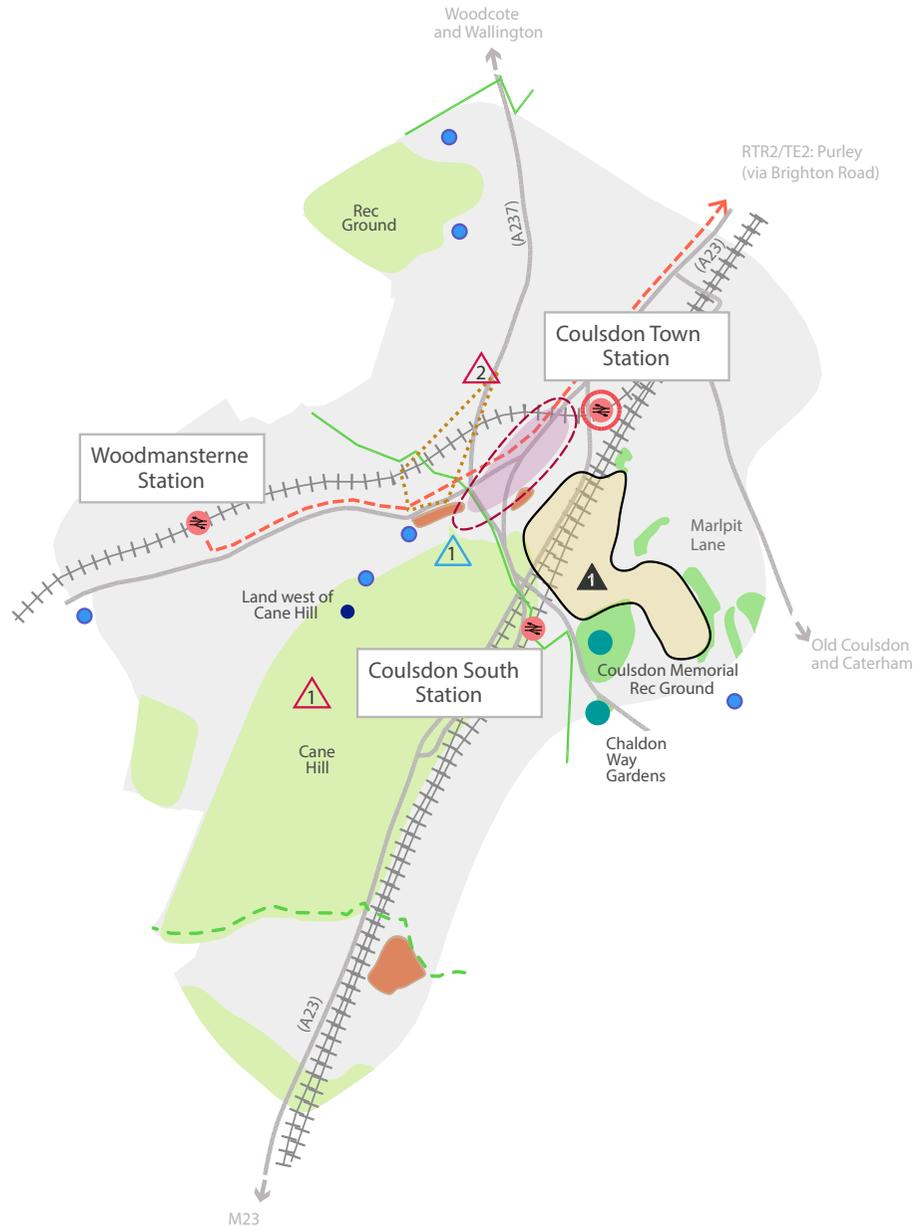 Woodcote
and Wallington
RTR2/TE2: Purley
(via Brighton Road)
Rec
Ground
(A237)
(A23)
Coulsdon Town
Station
2
Woodmansterne
Station
Marlpit
Lane
1
1
Land west of
Cane Hill
Old Coulsdon
and Caterham
Coulsdon South
Station
Coulsdon Memorial
Rec Ground
1
Cane
Hill
Chaldon
Way
Gardens
(A23)
M23